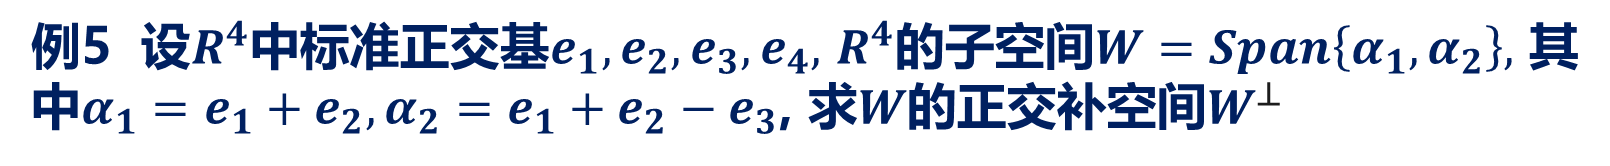 例5 设R⁴中标准正交基e₁, e₂, e₃, e₄, R⁴的子空间W = Span{α₁, α₂}, 其
中α₁ = e₁ + e₂, α₂ = e₁ + e₂ − e₃, 求W的正交补空间W^⊥